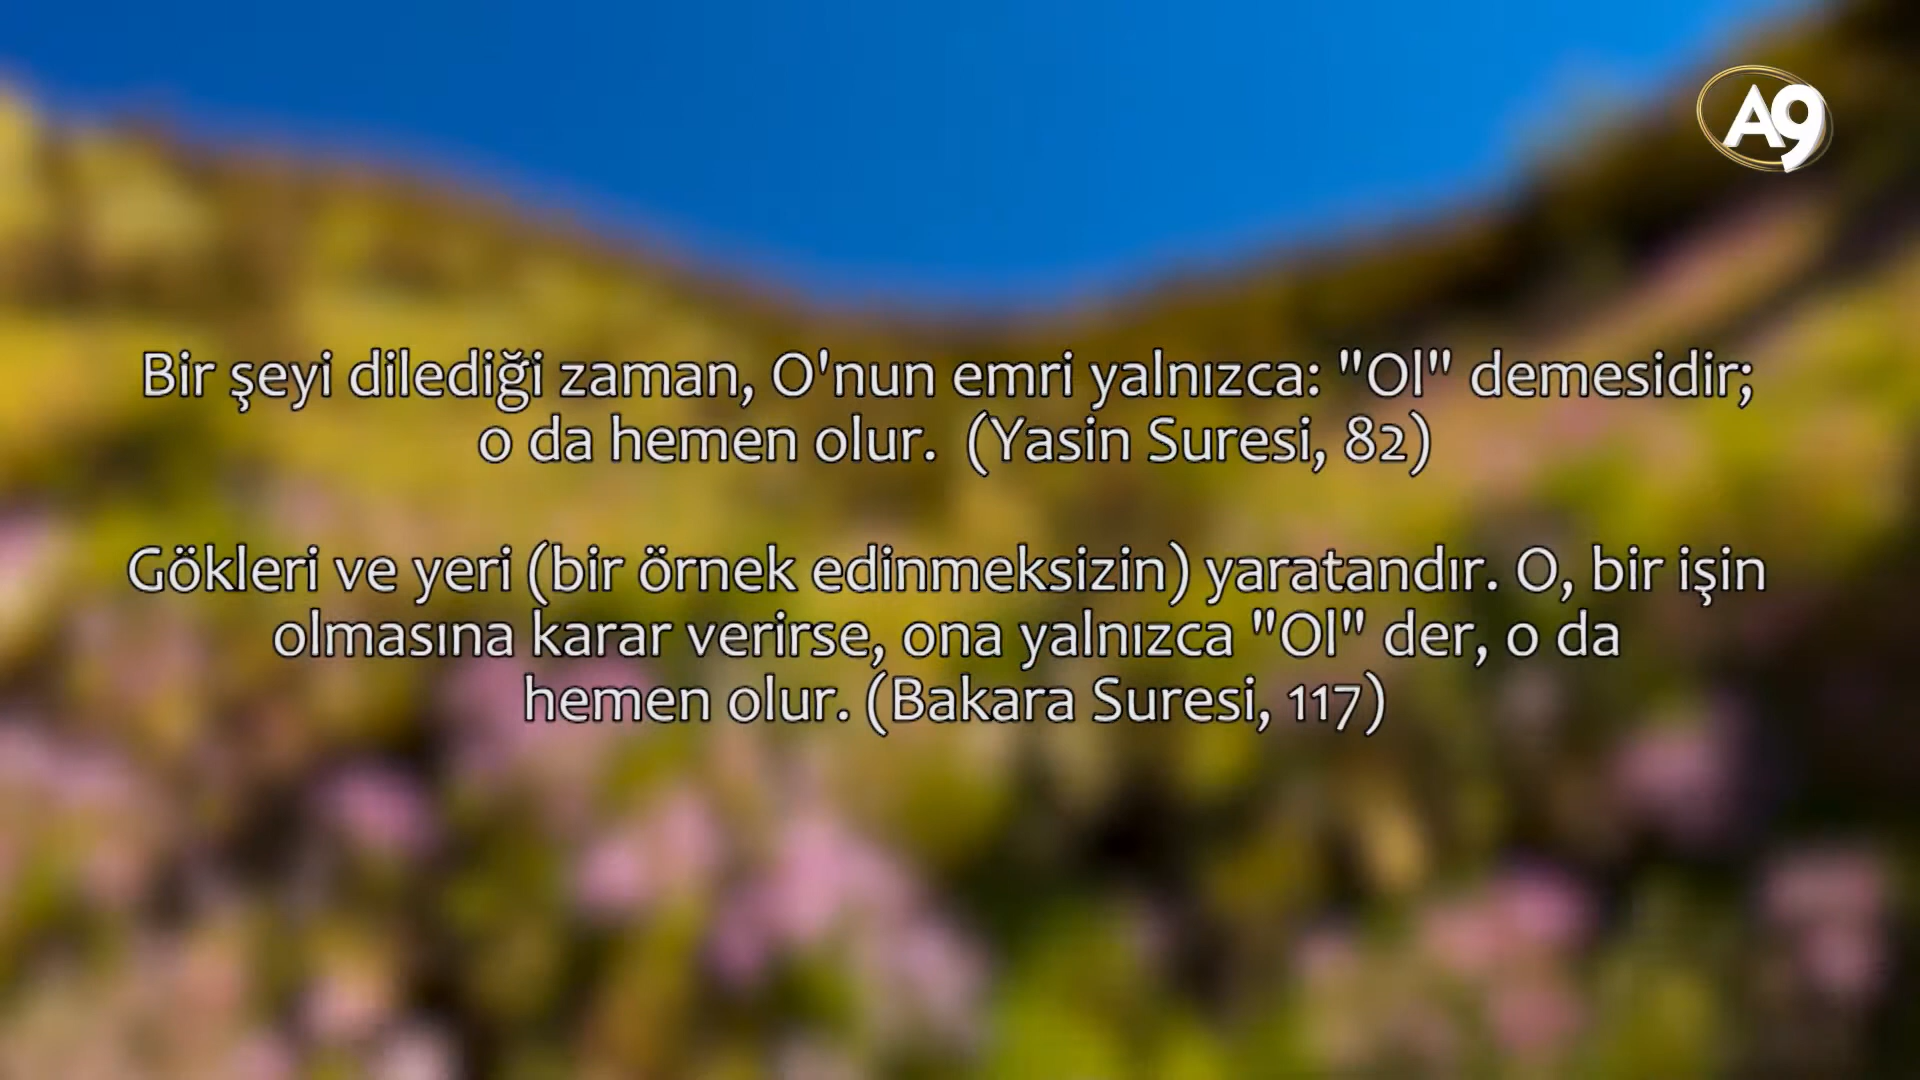 A9
Bir şeyi dilediği zaman, O'nun emri yalnızca: "Ol" demesidir;
o da hemen olur. (Yasin Suresi, 82)
Gökleri ve yeri (bir örnek edinmeksizin) yaratandır. O, bir işin
olmasına karar verirse, ona yalnızca "Ol" der, o da
hemen olur. (Bakara Suresi, 117)